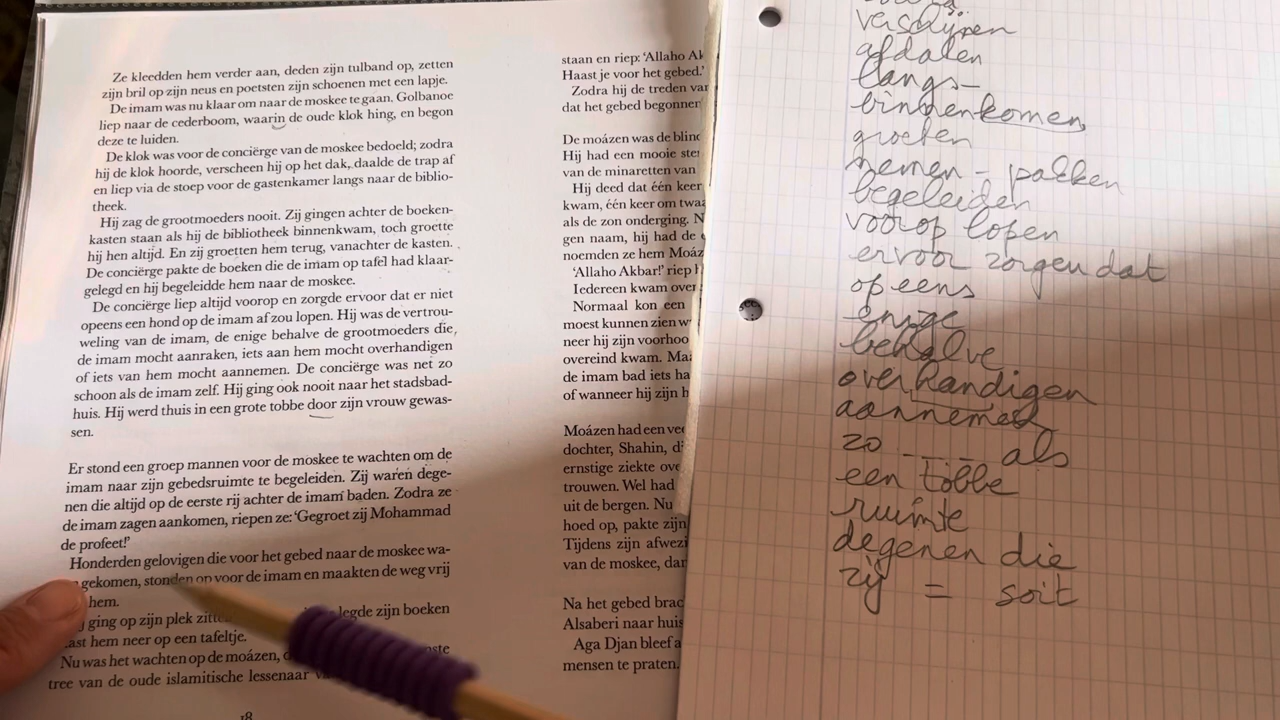 Ze kleedden hem verder aan, deden zijn tulband op, zetten
zijn bril op zijn neus en poetsten zijn schoenen met een lapje.
De imam was nu klaar om naar de moskee te gaan. Golbanoe
liep naar de cederboom, waarin de oude klok hing, en begon
deze te luiden.
De klok was voor de conciërge van de moskee bedoeld; zodra
hij de klok hoorde, verscheen hij op het dak, daalde de trap af
en liep via de stoep voor de gastenkamer langs naar de biblio-
theek.
Hij zag de grootmoeders nooit. Zij gingen achter de boeken-
kasten staan als hij de bibliotheek binnenkwam, toch groette
hij hen altijd. En zij groetten hem terug, vanachter de kasten.
De conciërge pakte de boeken die de imam op tafel had klaar-
gelegd en hij begeleidde hem naar de moskee.
De conciërge liep altijd voorop en zorgde ervoor dat er niet
opeens een hond op de imam af zou lopen. Hij was de vertrou-
weling van de imam, de enige behalve de grootmoeders die
de imam mocht aanraken, iets aan hem mocht overhandigen
of iets van hem mocht aannemen. De conciërge was net zo
schoon als de imam zelf. Hij ging ook nooit naar het stadsbad-
huis. Hij werd thuis in een grote tobbe door zijn vrouw gewas-
sen.
Er stond een groep mannen voor de moskee te wachten om de
imam naar zijn gebedsruimte te begeleiden. Zij waren dege-
nen die altijd op de eerste rij achter de imam baden. Zodra ze
de imam zagen aankomen, riepen ze: 'Gegroet zij Mohammad
de profeet!'
Honderden gelovigen die voor het gebed naar de moskee wa-
gekomen, stonden op voor de imam en maakten de weg vrij
hem.
ging op zijn plek legde zijn boeken
hem neer op een tafeltje.
Nu was het wachten op de moázen,
tree van de oude islamitische lessenaar
18
staan en riep: 'Allaho
Haast je voor het gebed.'
Zodra hij de treden
dat het gebed begonnen
De moázen was de
Hij had een mooie
van de minaretten van
Hij deed dat één keer
kwam, één keer om
als de zon onderging.
gen naam, hij had de
noemden ze hem
'Allaho Akbar!' riep
Iedereen kwam
Normaal kon een
moest kunnen zien
neer hij zijn
overeind kwam.
de imam bad iets
of wanneer hij zijn
Moázen had een
dochter, Shahin,
ernstige ziekte
trouwen. Wel had
uit de bergen. Nu
hoed op, pakte zijn
Tijdens zijn
van de moskee,
Na het gebed
Alsaberi naar huis
Aga Djan bleef
mensen te praten.
verschijnen
afdalen
langs-
binnenkomen
groeten
nemen - pakken
begeleiden
voorop lopen
ervoor zorgen dat
opeens
enige
behalve
overhandigen
aannemen
zo - - - - als
een tobbe
ruimte
degenen die
zij = soit